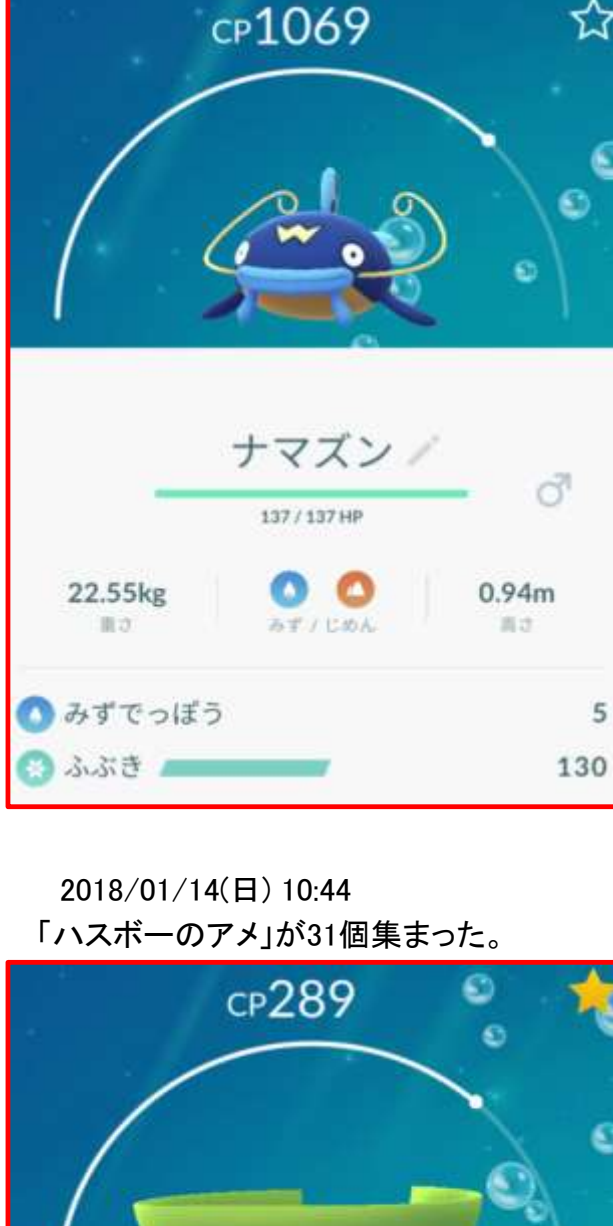 CP1069
ナマズン
137 / 137 HP
22.55kg
みず / じめん
0.94m
重さ
高さ
みずでっぽう 5
ふぶき 130
2018/01/14(日) 10:44
「ハスボーのアメ」が31個集まった。
CP289